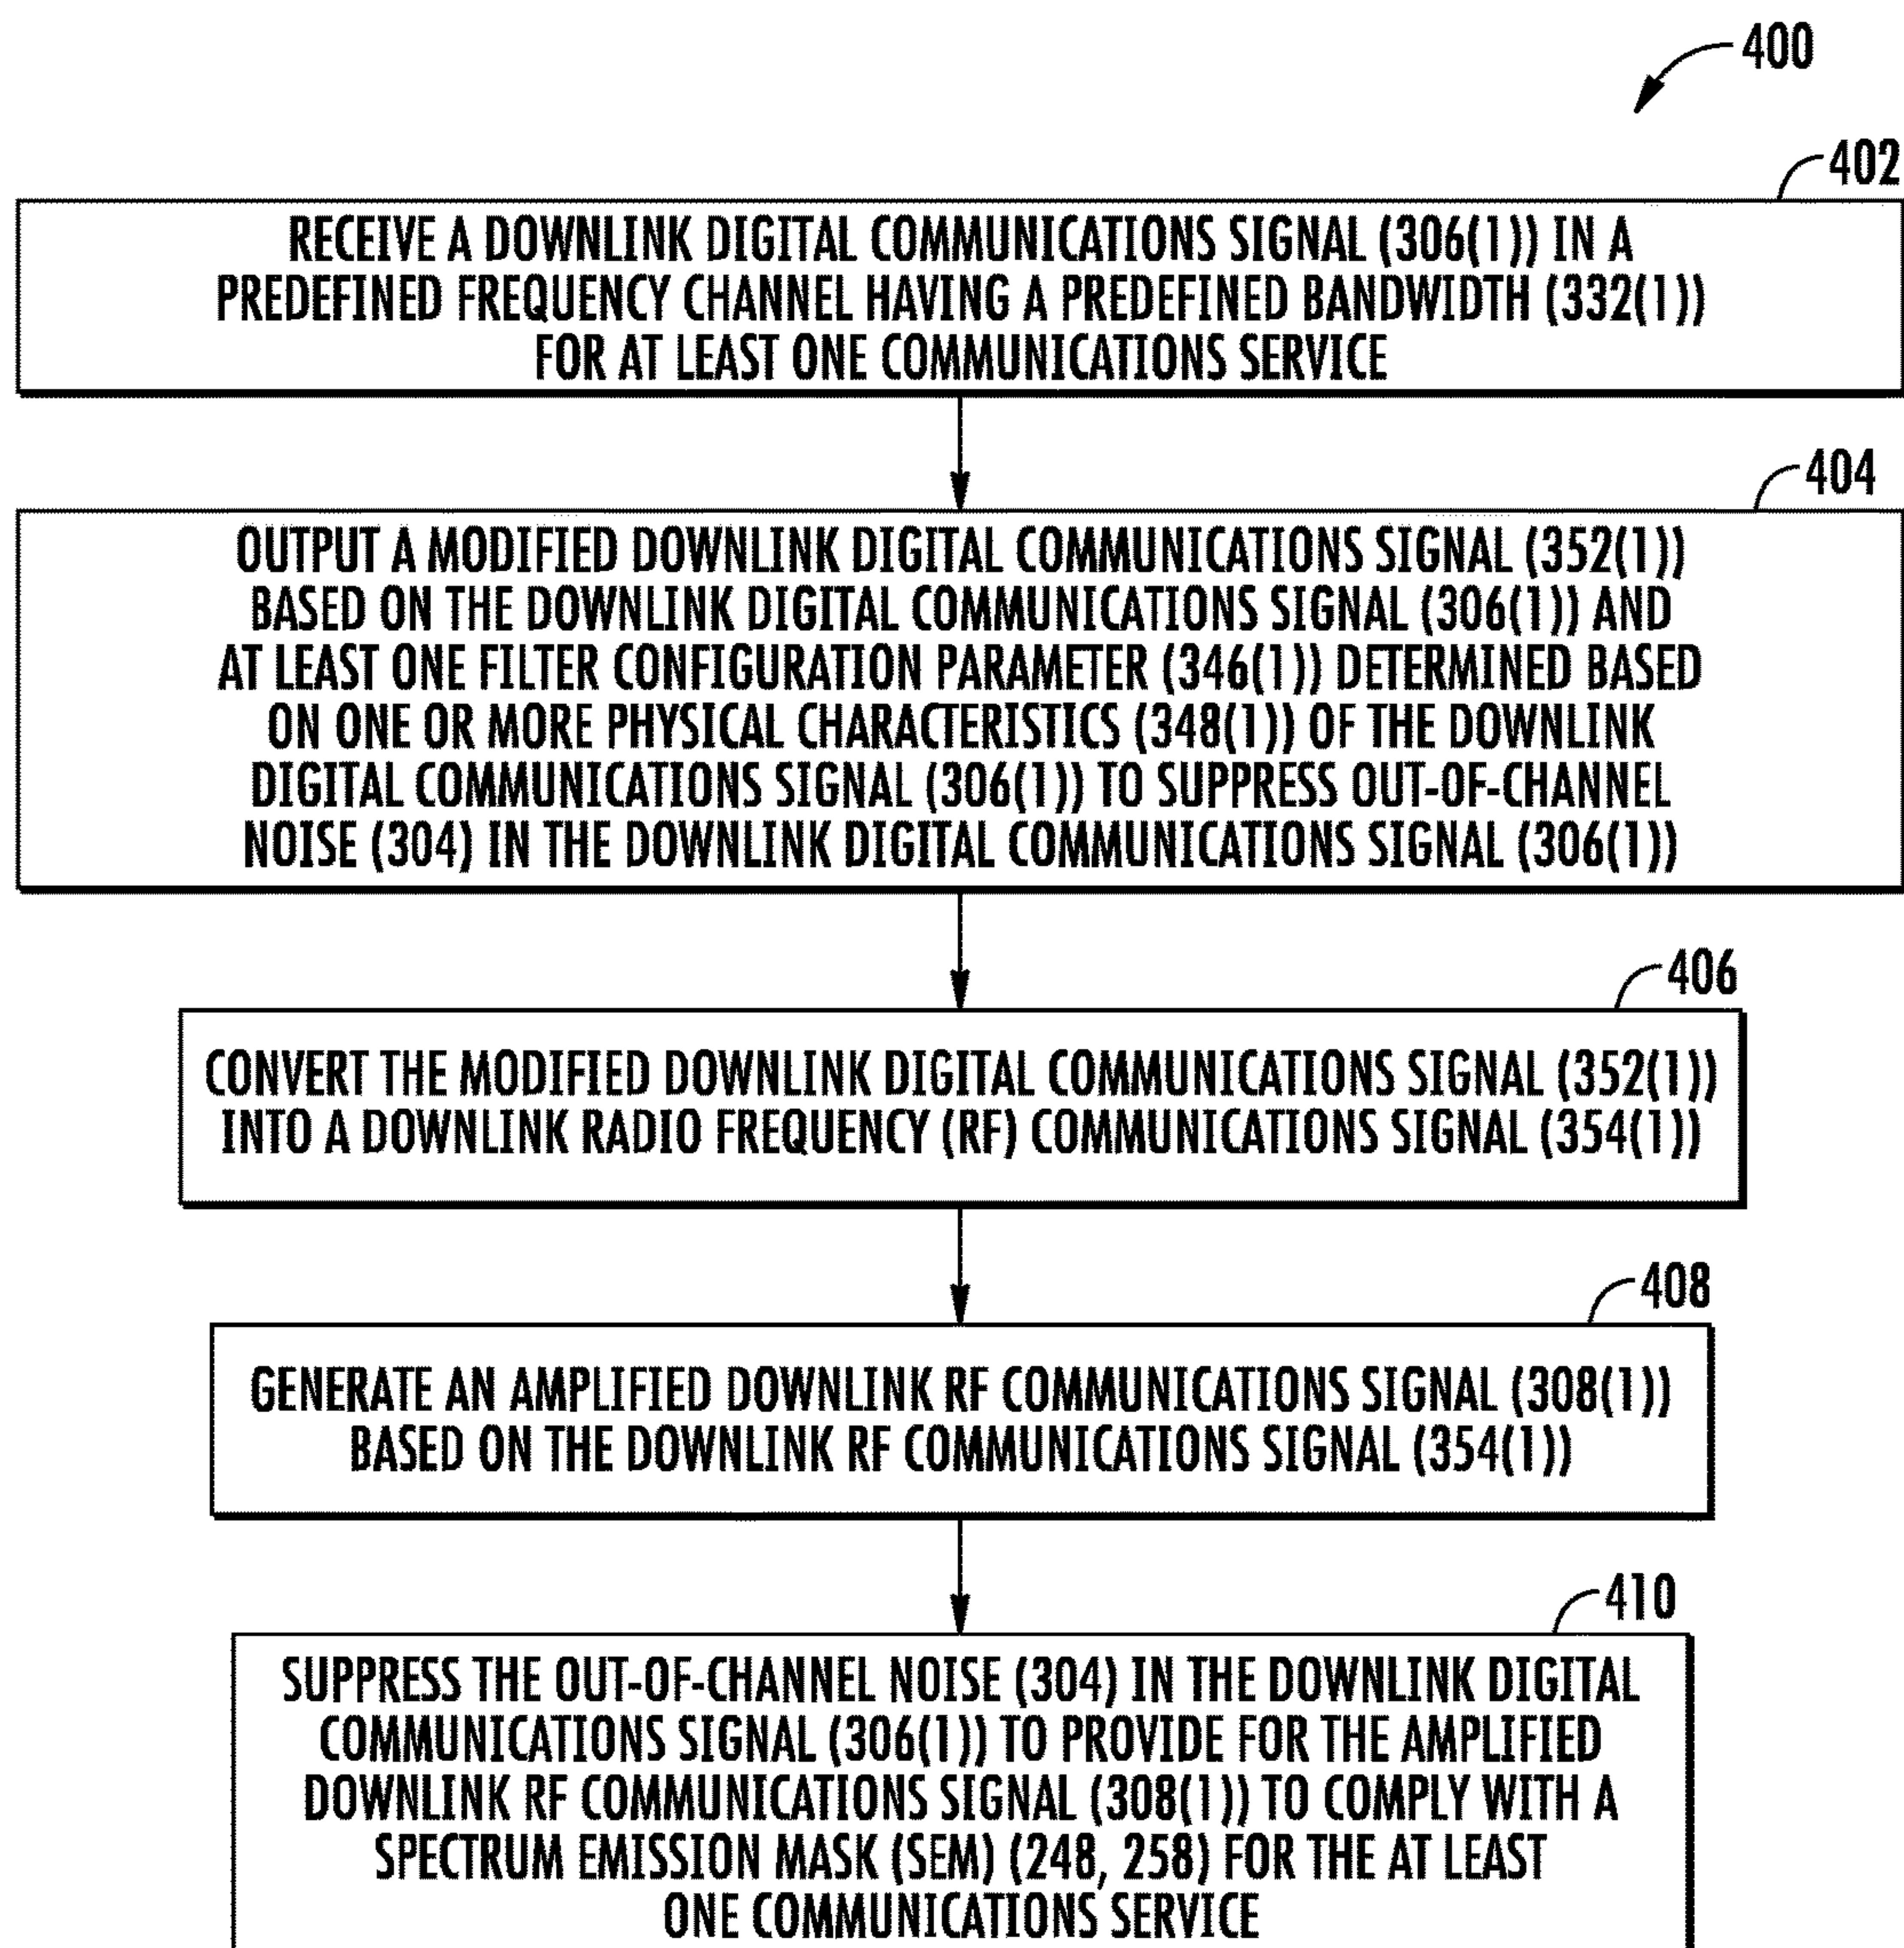 400
402
RECEIVE A DOWNLINK DIGITAL COMMUNICATIONS SIGNAL (306(1)) IN A
PREDEFINED FREQUENCY CHANNEL HAVING A PREDEFINED BANDWIDTH (332(1))
FOR AT LEAST ONE COMMUNICATIONS SERVICE
404
OUTPUT A MODIFIED DOWNLINK DIGITAL COMMUNICATIONS SIGNAL (352(1))
BASED ON THE DOWNLINK DIGITAL COMMUNICATIONS SIGNAL (306(1)) AND
AT LEAST ONE FILTER CONFIGURATION PARAMETER (346(1)) DETERMINED BASED
ON ONE OR MORE PHYSICAL CHARACTERISTICS (348(1)) OF THE DOWNLINK
DIGITAL COMMUNICATIONS SIGNAL (306(1)) TO SUPPRESS OUT-OF-CHANNEL
NOISE (304) IN THE DOWNLINK DIGITAL COMMUNICATIONS SIGNAL (306(1))
406
CONVERT THE MODIFIED DOWNLINK DIGITAL COMMUNICATIONS SIGNAL (352(1))
INTO A DOWNLINK RADIO FREQUENCY (RF) COMMUNICATIONS SIGNAL (354(1))
408
GENERATE AN AMPLIFIED DOWNLINK RF COMMUNICATIONS SIGNAL (308(1))
BASED ON THE DOWNLINK RF COMMUNICATIONS SIGNAL (354(1))
410
SUPPRESS THE OUT-OF-CHANNEL NOISE (304) IN THE DOWNLINK DIGITAL
COMMUNICATIONS SIGNAL (306(1)) TO PROVIDE FOR THE AMPLIFIED
DOWNLINK RF COMMUNICATIONS SIGNAL (308(1)) TO COMPLY WITH A
SPECTRUM EMISSION MASK (SEM) (248, 258) FOR THE AT LEAST
ONE COMMUNICATIONS SERVICE